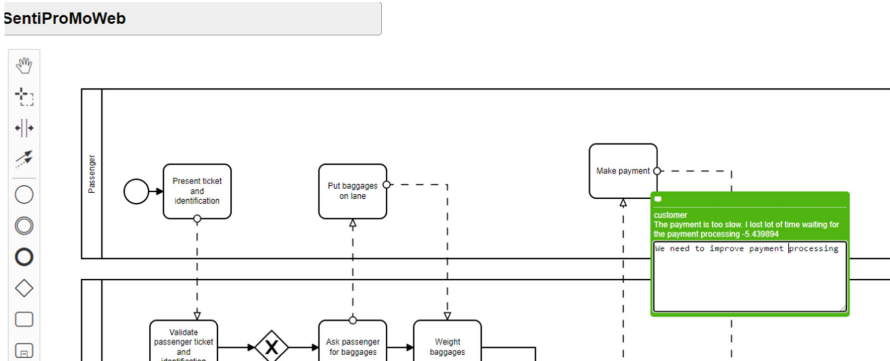 SentiProMoWeb
Passenger
Present ticket
and
identification
Put baggages
on lane
Make payment
customer
The payment is too slow. I lost lot of time waiting for
the payment processing -5.439894
We need to improve payment processing
Validate
passenger ticket
and
identification
Ask passenger
for baggages
Weight
baggages